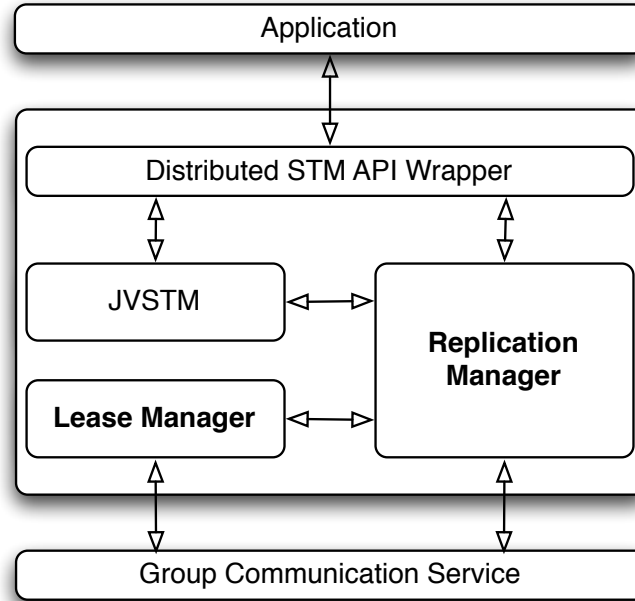 Application
Distributed STM API Wrapper
JVSTM
Replication
Manager
Lease Manager
Group Communication Service